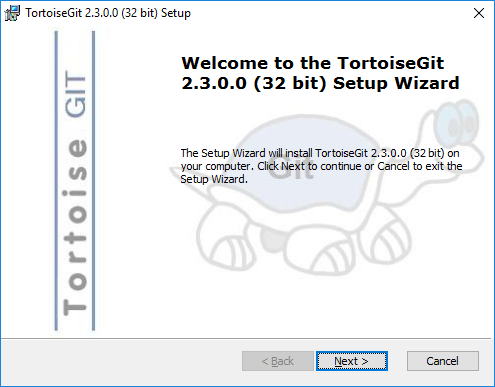 TortoiseGit 2.3.0.0 (32 bit) Setup
Tortoise GIT
Welcome to the TortoiseGit
2.3.0.0 (32 bit) Setup Wizard
The Setup Wizard will install TortoiseGit 2.3.0.0 (32 bit) on
your computer. Click Next to continue or Cancel to exit the
Setup Wizard.
Git
< Back
Next >
Cancel